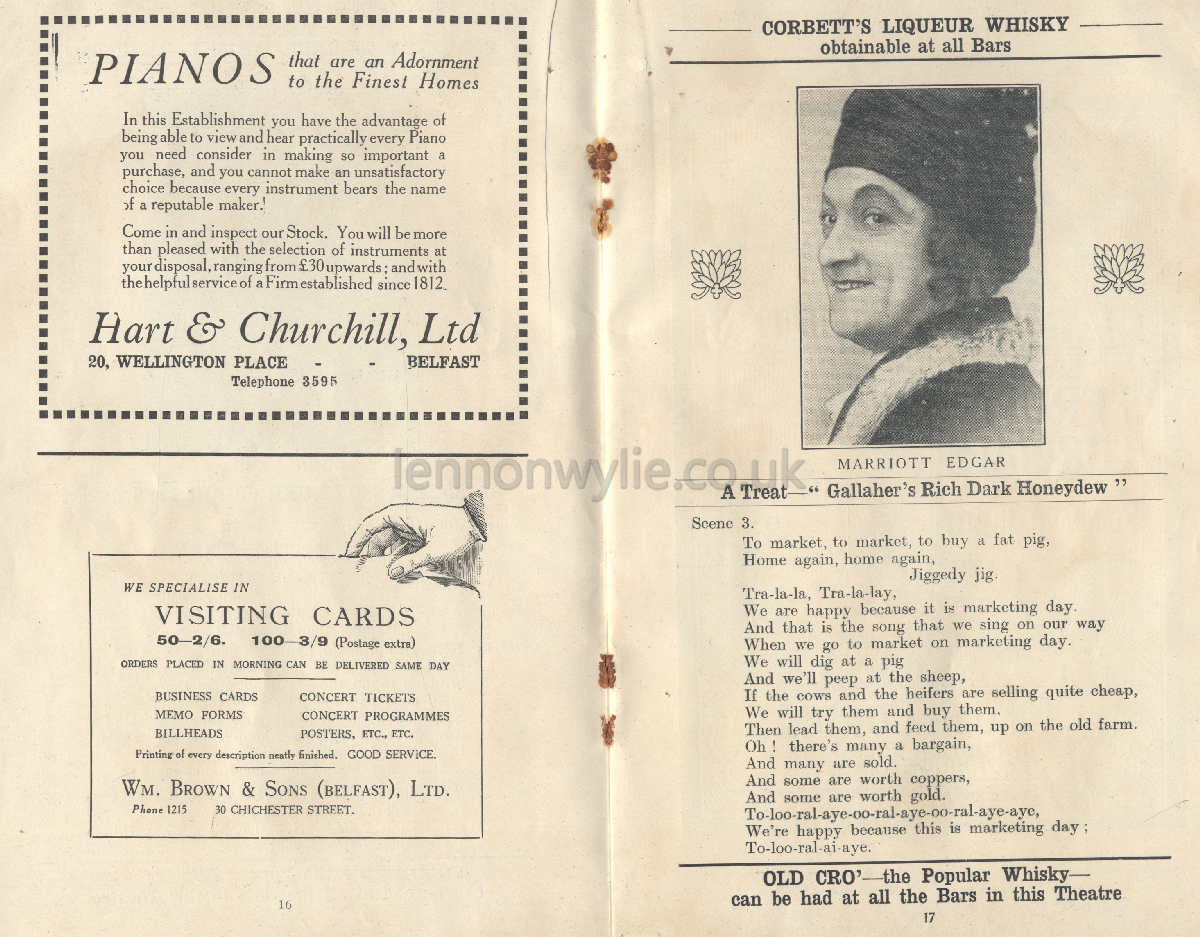 PIANOS that are an Adornment
to the Finest Homes
In this Establishment you have the advantage of
being able to view and hear practically every Piano
you need consider in making so important a
purchase, and you cannot make an unsatisfactory
choice because every instrument bears the name
of a reputable maker.
Come in and inspect our Stock. You will be more
than pleased with the selection of instruments at
your disposal, ranging from £30 upwards; and with
the helpful service of a Firm established since 1812.
Hart & Churchill, Ltd
20, WELLINGTON PLACE - - BELFAST
Telephone 3595
WE SPECIALISE IN
VISITING CARDS
50—2/6. 100—3/9 (Postage extra)
ORDERS PLACED IN MORNING CAN BE DELIVERED SAME DAY
BUSINESS CARDS CONCERT TICKETS
MEMO FORMS CONCERT PROGRAMMES
BILLHEADS POSTERS, ETC., ETC.
Printing of every description neatly finished. GOOD SERVICE.
WM. BROWN & SONS (BELFAST), LTD.
Phone 1215 30 CHICHESTER STREET.
16
CORBETT'S LIQUEUR WHISKY
obtainable at all Bars
MARRIOTT EDGAR
lennonwylie.co.uk
A Treat—“ Gallaher's Rich Dark Honeydew ”
Scene 3.
To market, to market, to buy a fat pig,
Home again, home again,
Jiggedy jig.
Tra-la-la, Tra-la-lay,
We are happy because it is marketing day.
And that is the song that we sing on our way
When we go to market on marketing day.
We will dig at a pig
And we'll peep at the sheep,
If the cows and the heifers are selling quite cheap,
We will try them and buy them.
Then lead them, and feed them, up on the old farm.
Oh ! there's many a bargain,
And many are sold.
And some are worth coppers,
And some are worth gold.
To-loo-ral-aye-oo-ral-aye-oo-ral-aye-aye,
We're happy because this is marketing day ;
To-loo-ral-ai-aye.
OLD CRO’—the Popular Whisky—
can be had at all the Bars in this Theatre
17